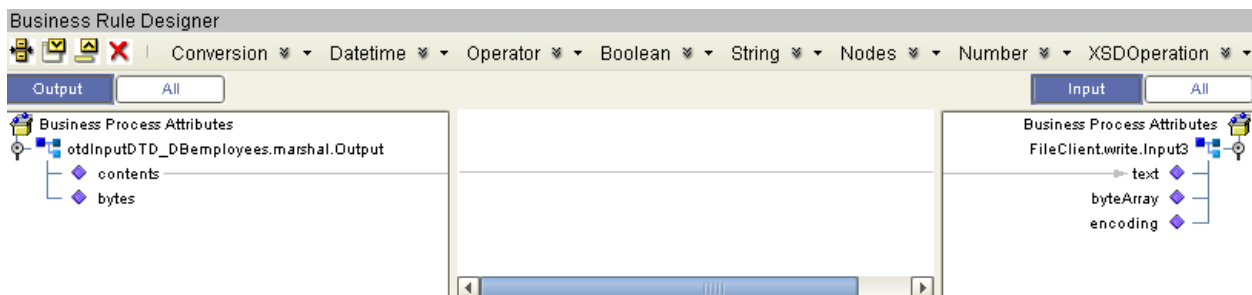 Business Rule Designer
Conversion Datetime Operator Boolean String Nodes Number XSDOperation
Output All Input All
Business Process Attributes Business Process Attributes
otdInputDTD_DBemployees.marshal.Output FileClient.write.Input3
contents text
bytes byteArray
encoding